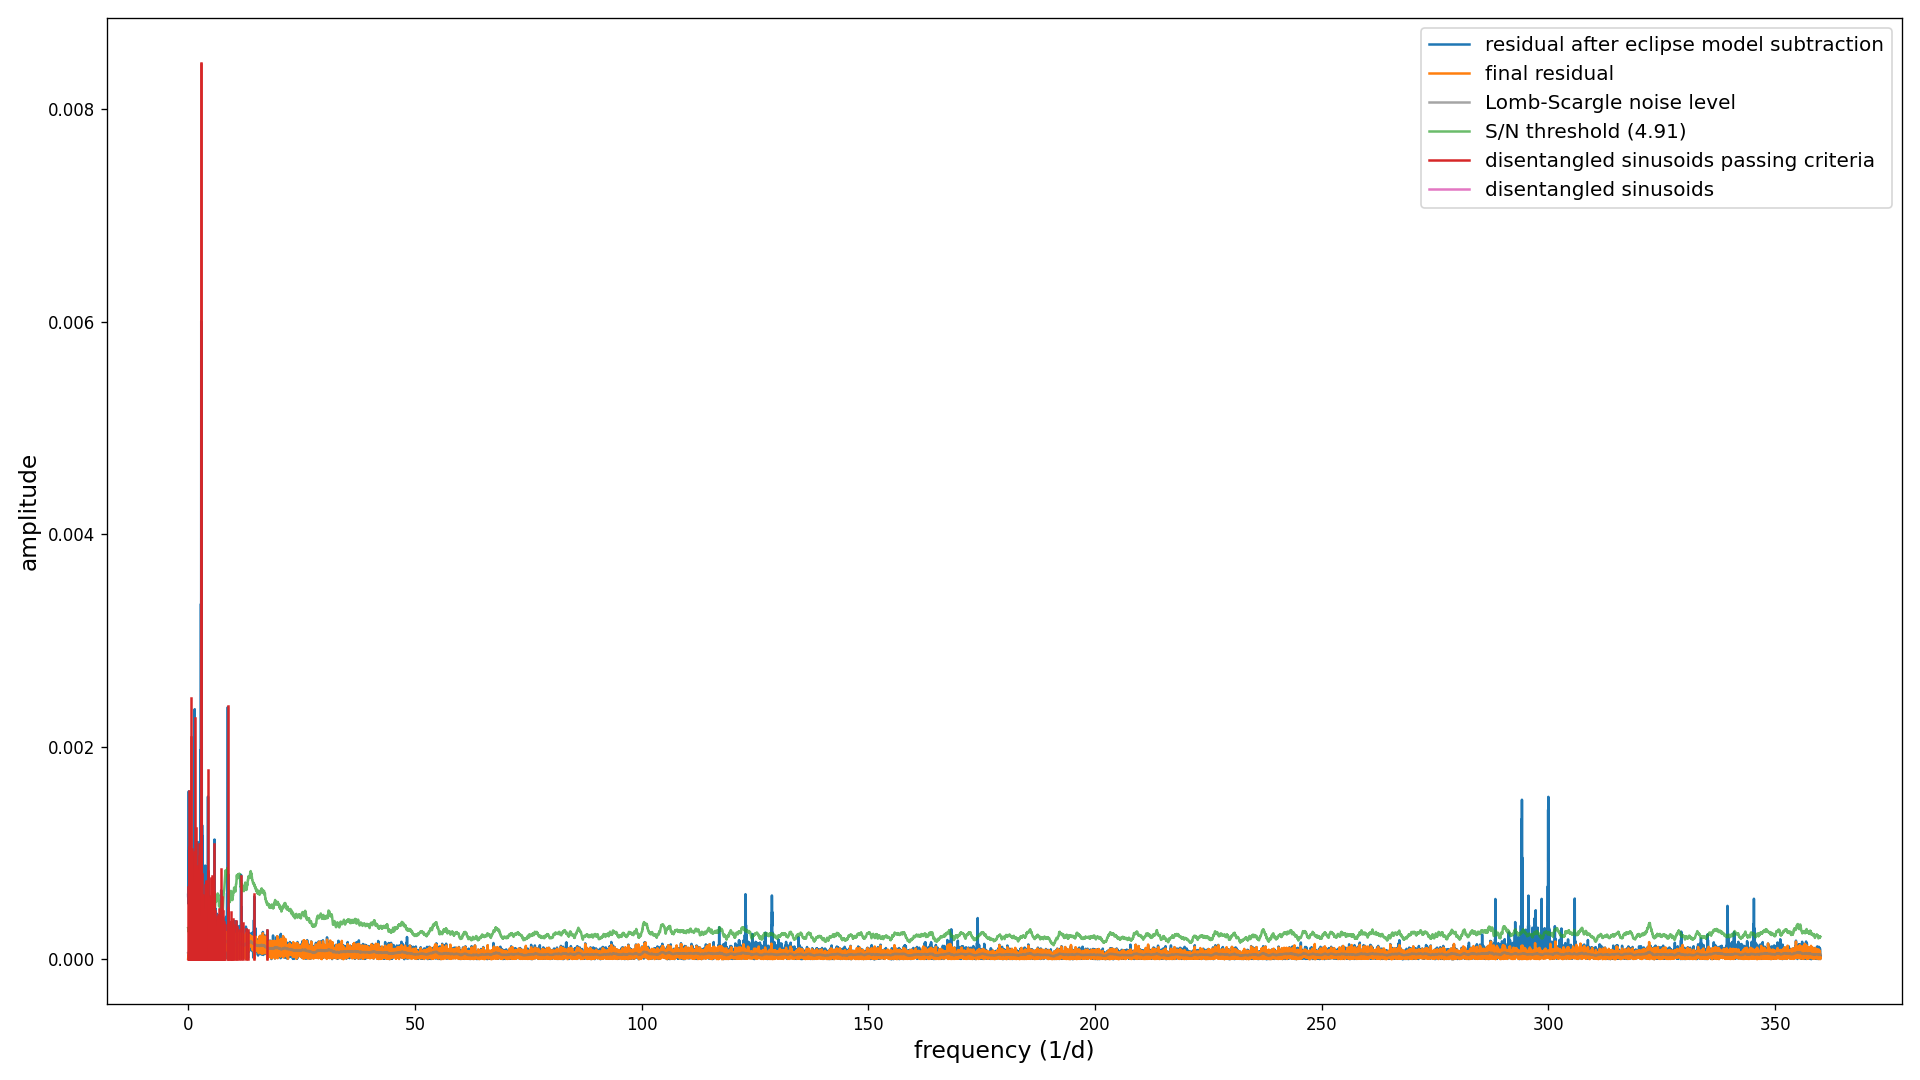 residual after eclipse model subtraction
final residual
Lomb-Scargle noise level
S/N threshold (4.91)
disentangled sinusoids passing criteria
disentangled sinusoids
0.008
0.006
0.004
0.002
0.000
amplitude
0 50 100 150 200 250 300 350
frequency (1/d)